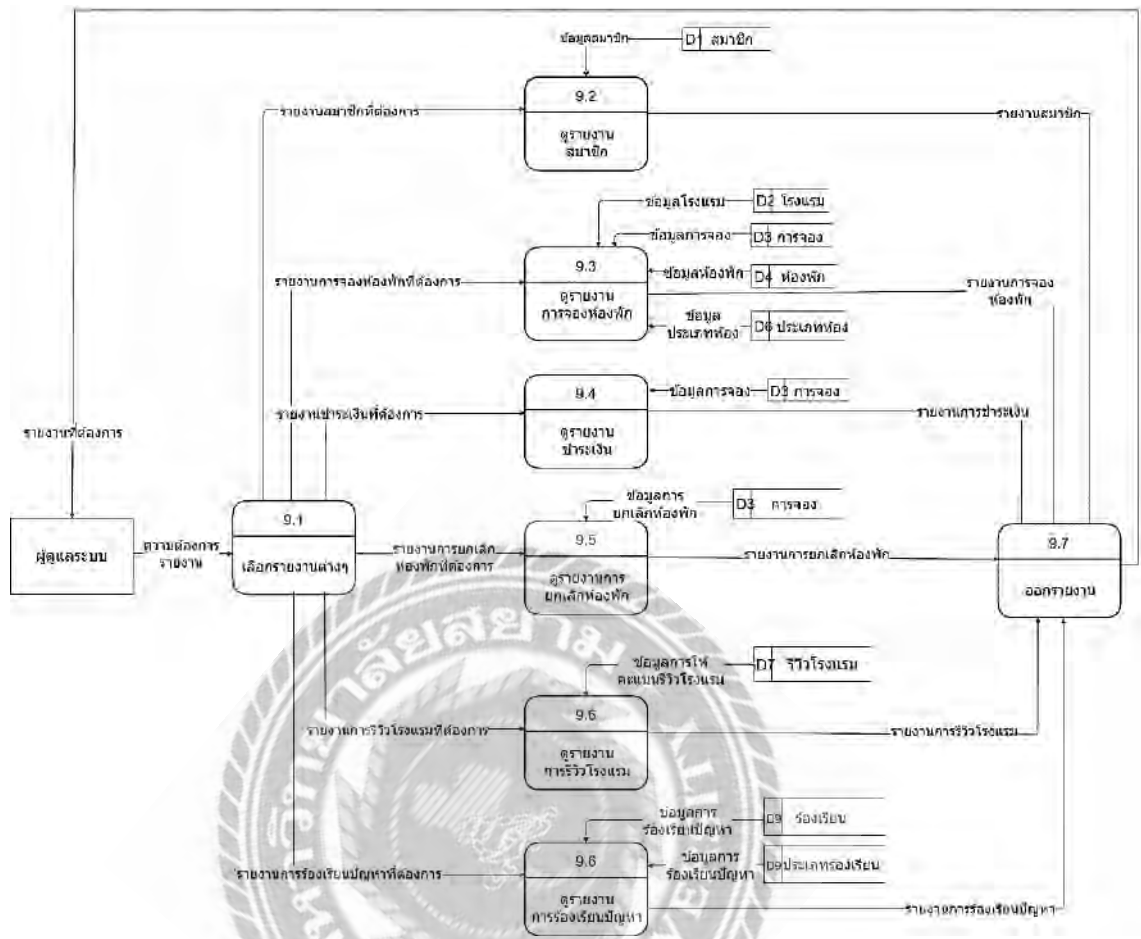 ข้อมูลสมาชิก
D1 สมาชิก
9.2
ดูรายงาน
สมาชิก
รายงานสมาชิกที่ต้องการ
รายงานสมาชิก
ข้อมูลโรงแรม
D2 โรงแรม
ข้อมูลการจอง
D3 การจอง
9.3
ดูรายงาน
การจองห้องพัก
รายงานการจองห้องพักที่ต้องการ
ข้อมูลห้องพัก
D4 ห้องพัก
ข้อมูล
ประเภทห้อง
D6 ประเภทห้อง
รายงานการจอง
ห้องพัก
9.4
ดูรายงาน
ชำระเงิน
รายงานชำระเงินที่ต้องการ
ข้อมูลการจอง
D3 การจอง
รายงานการชำระเงิน
รายงานที่ต้องการ
ผู้ดูแลระบบ
ความต้องการ
รายงาน
9.1
เลือกรายงานต่างๆ
รายงานการยกเลิก
ห้องพักที่ต้องการ
ข้อมูลการ
ยกเลิกห้องพัก
D3 การจอง
9.5
ดูรายงานการ
ยกเลิกห้องพัก
รายงานการยกเลิกห้องพัก
9.7
ออกรายงาน
ข้อมูลการให้
คะแนนรีวิวโรงแรม
D7 รีวิวโรงแรม
9.6
ดูรายงาน
การรีวิวโรงแรม
รายงานการรีวิวโรงแรมที่ต้องการ
รายงานการรีวิวโรงแรม
ข้อมูลการ
ร้องเรียนปัญหา
D9 ร้องเรียน
9.6
ดูรายงาน
การร้องเรียนปัญหา
ข้อมูลการ
ร้องเรียนปัญหา
D9 ประเภทร้องเรียน
รายงานการร้องเรียนปัญหาที่ต้องการ
รายงานการร้องเรียนปัญหา